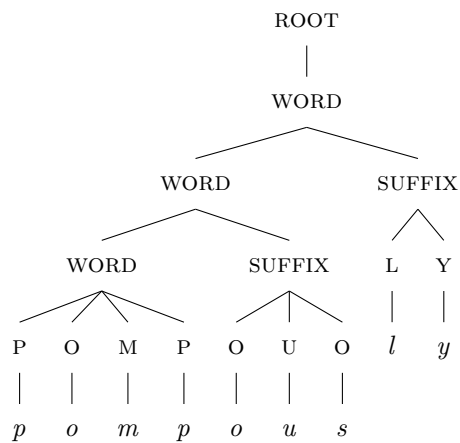 ROOT
WORD
WORD SUFFIX
WORD SUFFIX L Y
P O M P O U O l y
p o m p o u s